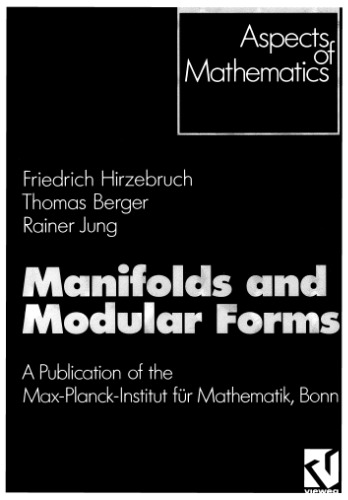 Aspects
of
Mathematics
Friedrich Hirzebruch
Thomas Berger
Rainer Jung
Manifolds and
Modular Forms
A Publication of the
Max-Planck-Institut für Mathematik, Bonn
vieweg